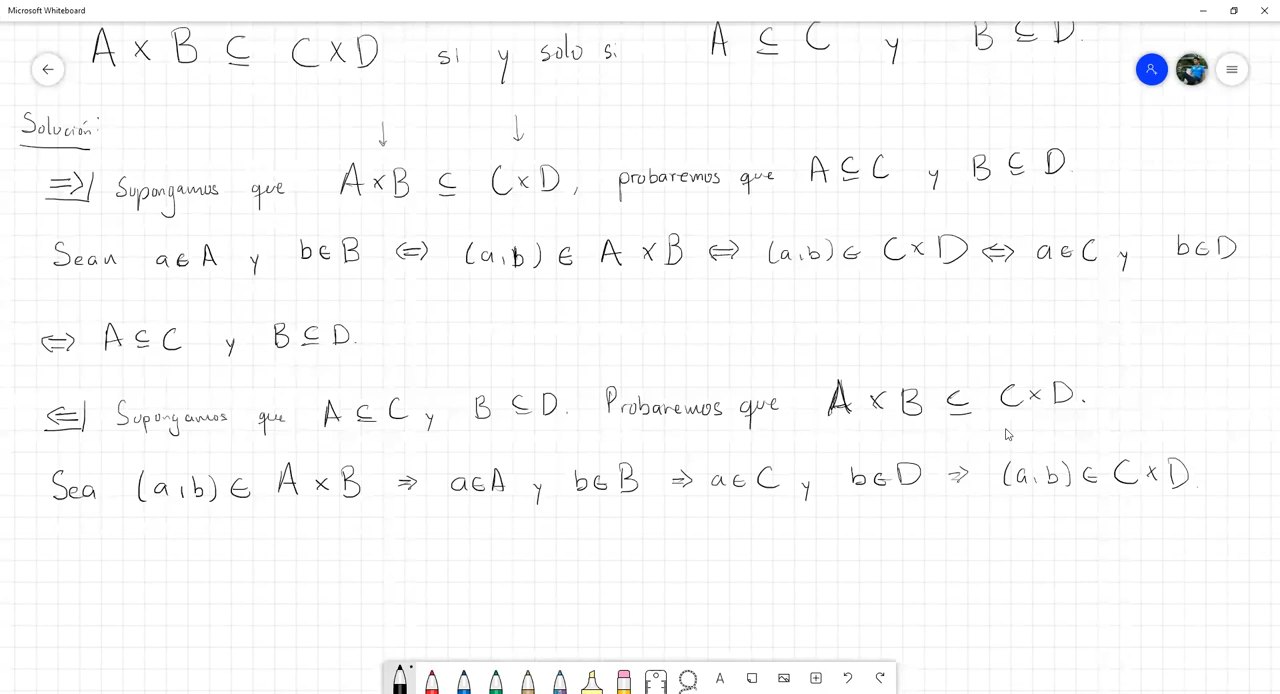 Microsoft Whiteboard
A × B ⊆ C × D si y solo si A ⊆ C y B ⊆ D.
Solución:
⇒| Supongamos que A × B ⊆ C × D, probaremos que A ⊆ C y B ⊆ D.
Sean a ∈ A y b ∈ B ⇔ (a,b) ∈ A × B ⇔ (a,b) ∈ C × D ⇔ a ∈ C y b ∈ D
⇔ A ⊆ C y B ⊆ D.
⇐| Supongamos que A ⊆ C y B ⊆ D. Probaremos que A × B ⊆ C × D.
Sea (a,b) ∈ A × B ⇒ a ∈ A y b ∈ B ⇒ a ∈ C y b ∈ D ⇒ (a,b) ∈ C × D.